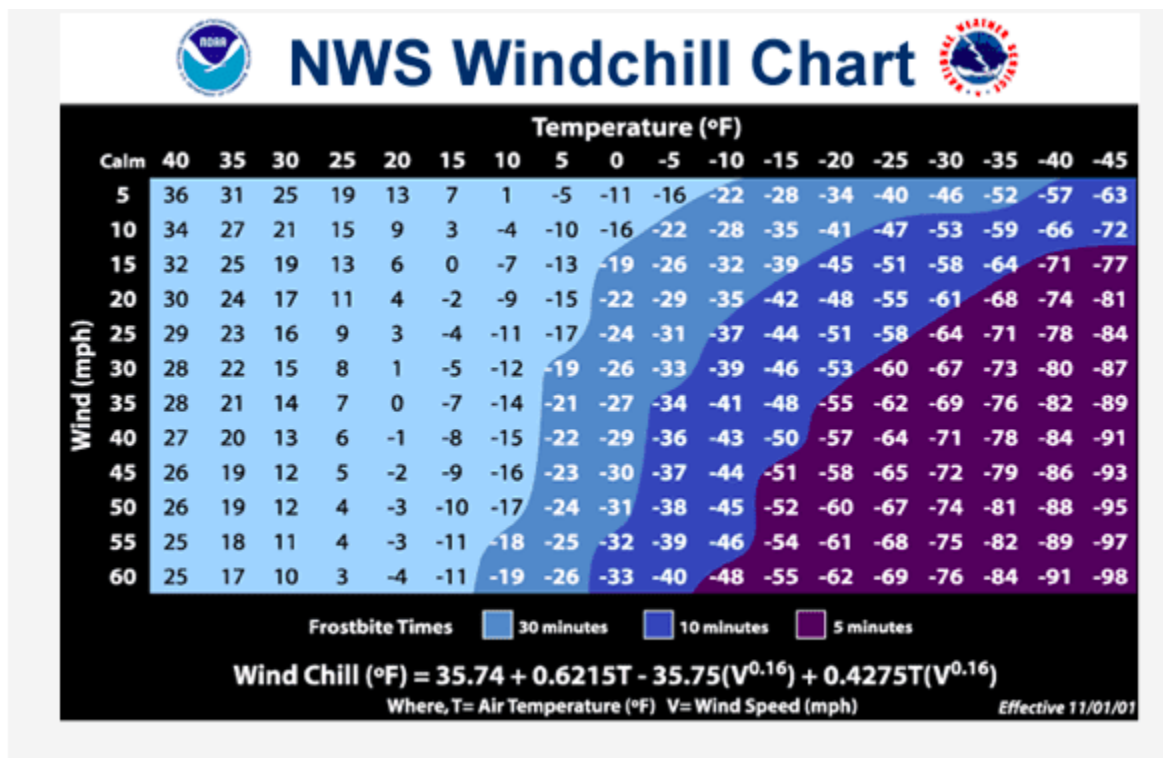 NOAA
NWS Windchill Chart
NATIONAL WEATHER SERVICE
Temperature (ºF)
Calm 40 35 30 25 20 15 10 5 0 -5 -10 -15 -20 -25 -30 -35 -40 -45
Wind (mph)
5 36 31 25 19 13 7 1 -5 -11 -16 -22 -28 -34 -40 -46 -52 -57 -63
10 34 27 21 15 9 3 -4 -10 -16 -22 -28 -35 -41 -47 -53 -59 -66 -72
15 32 25 19 13 6 0 -7 -13 -19 -26 -32 -39 -45 -51 -58 -64 -71 -77
20 30 24 17 11 4 -2 -9 -15 -22 -29 -35 -42 -48 -55 -61 -68 -74 -81
25 29 23 16 9 3 -4 -11 -17 -24 -31 -37 -44 -51 -58 -64 -71 -78 -84
30 28 22 15 8 1 -5 -12 -19 -26 -33 -39 -46 -53 -60 -67 -73 -80 -87
35 28 21 14 7 0 -7 -14 -21 -27 -34 -41 -48 -55 -62 -69 -76 -82 -89
40 27 20 13 6 -1 -8 -15 -22 -29 -36 -43 -50 -57 -64 -71 -78 -84 -91
45 26 19 12 5 -2 -9 -16 -23 -30 -37 -44 -51 -58 -65 -72 -79 -86 -93
50 26 19 12 4 -3 -10 -17 -24 -31 -38 -45 -52 -60 -67 -74 -81 -88 -95
55 25 18 11 4 -3 -11 -18 -25 -32 -39 -46 -54 -61 -68 -75 -82 -89 -97
60 25 17 10 3 -4 -11 -19 -26 -33 -40 -48 -55 -62 -69 -76 -84 -91 -98
Frostbite Times 30 minutes 10 minutes 5 minutes
Wind Chill (ºF) = 35.74 + 0.6215T - 35.75(V^0.16) + 0.4275T(V^0.16)
Where, T= Air Temperature (ºF) V= Wind Speed (mph)
Effective 11/01/01